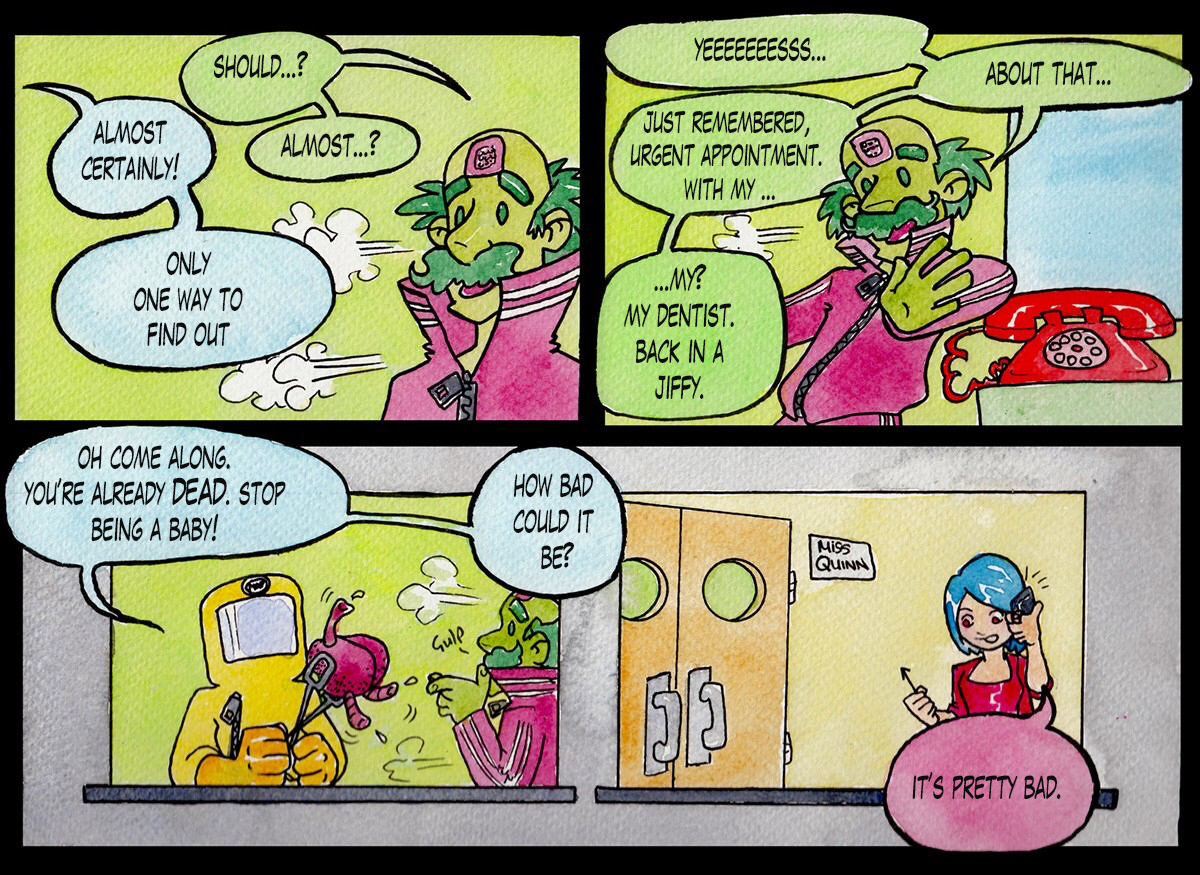 SHOULD...?
ALMOST...?
ALMOST
CERTAINLY!
ONLY
ONE WAY TO
FIND OUT
YEEEEEEESSS...
ABOUT THAT...
JUST REMEMBERED,
URGENT APPOINTMENT.
WITH MY ...
...MY?
MY DENTIST.
BACK IN A
JIFFY.
OH COME ALONG.
YOU'RE ALREADY DEAD. STOP
BEING A BABY!
HOW BAD
COULD IT
BE?
Gulp
MISS
QUINN
IT'S PRETTY BAD.